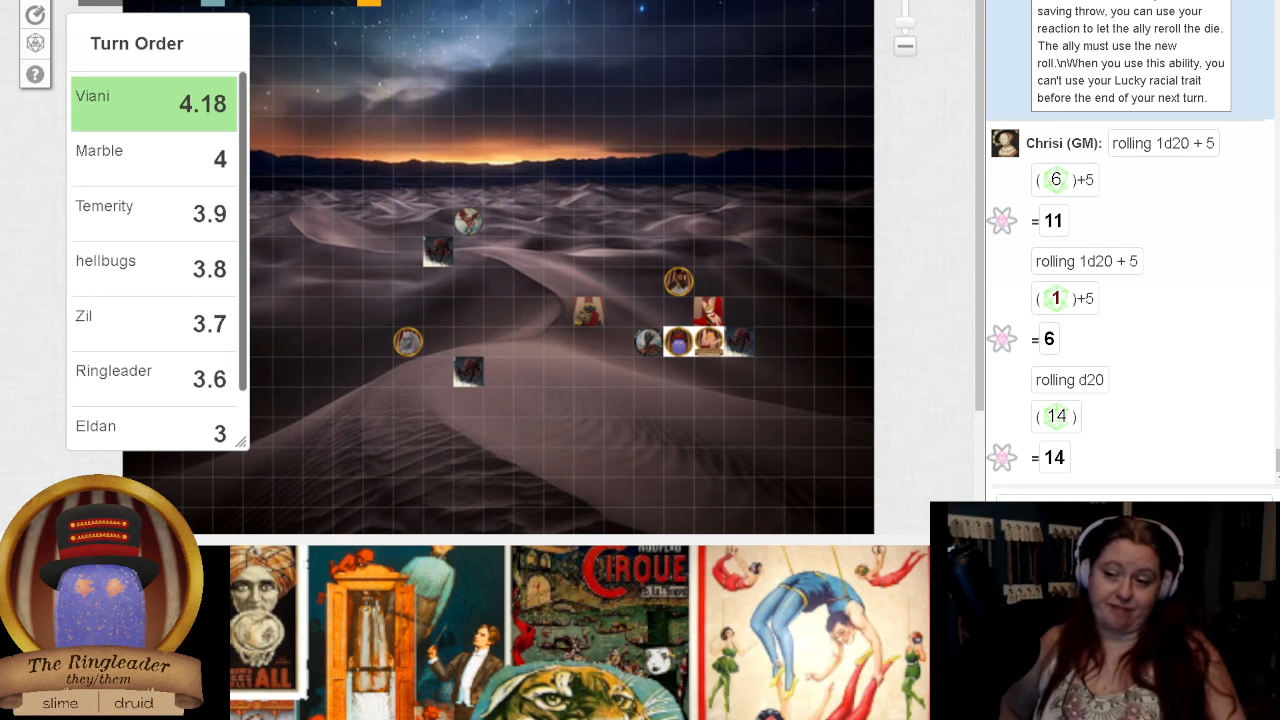 Turn Order
Viani
4.18
Marble
4
Temerity
3.9
hellbugs
3.8
Zil
3.7
Ringleader
3.6
Eldan
3
saving throw, you can use your
reaction to let the ally reroll the die.
The ally must use the new
roll.\nWhen you use this ability, you
can't use your Lucky racial trait
before the end of your next turn.
Chrisi (GM): rolling 1d20 + 5
( 6 )+5
= 11
rolling 1d20 + 5
( 1 )+5
= 6
rolling d20
( 14 )
= 14
The Ringleader
they/them
slime | druid
ALL
CIRQUE